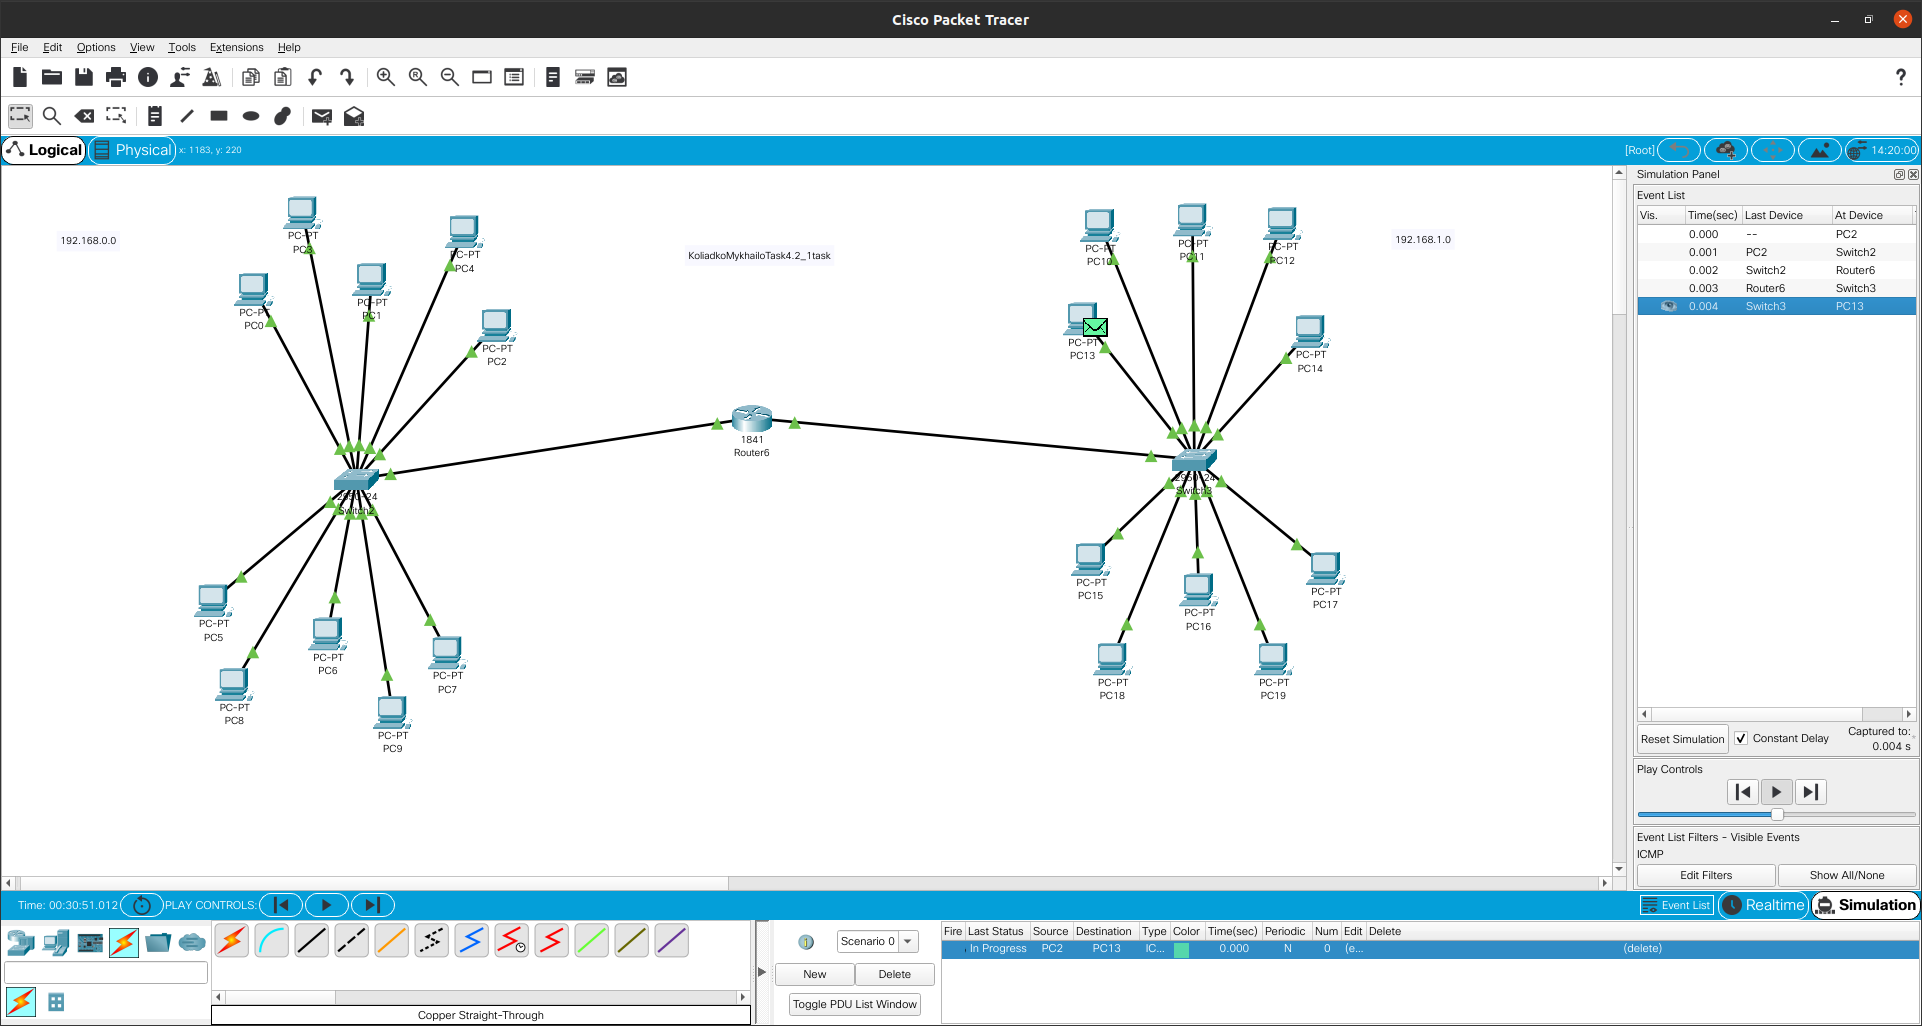 Cisco Packet Tracer
File Edit Options View Tools Extensions Help
Logical Physical x: 1183, y: 220 [Root] 14:20:00
192.168.0.0
KoliadkoMykhailoTask4.2_1task
192.168.1.0
PC-PT
PC3
PC-PT
PC4
PC-PT
PC0
PC-PT
PC1
PC-PT
PC2
PC-PT
PC10
PC-PT
PC11
PC-PT
PC12
PC-PT
PC13
PC-PT
PC14
1841
Router6
2950-24
Switch2
2950-24
Switch3
PC-PT
PC5
PC-PT
PC6
PC-PT
PC7
PC-PT
PC8
PC-PT
PC9
PC-PT
PC15
PC-PT
PC16
PC-PT
PC17
PC-PT
PC18
PC-PT
PC19
Simulation Panel
Event List
Vis. Time(sec) Last Device At Device
0.000 -- PC2
0.001 PC2 Switch2
0.002 Switch2 Router6
0.003 Router6 Switch3
0.004 Switch3 PC13
Reset Simulation Constant Delay Captured to:
0.004 s
Play Controls
Event List Filters - Visible Events
ICMP
Edit Filters Show All/None
Time: 00:30:51.012 PLAY CONTROLS: Event List Realtime Simulation
Copper Straight-Through
Scenario 0
New Delete
Toggle PDU List Window
Fire Last Status Source Destination Type Color Time(sec) Periodic Num Edit Delete
In Progress PC2 PC13 IC... 0.000 N 0 (e... (delete)